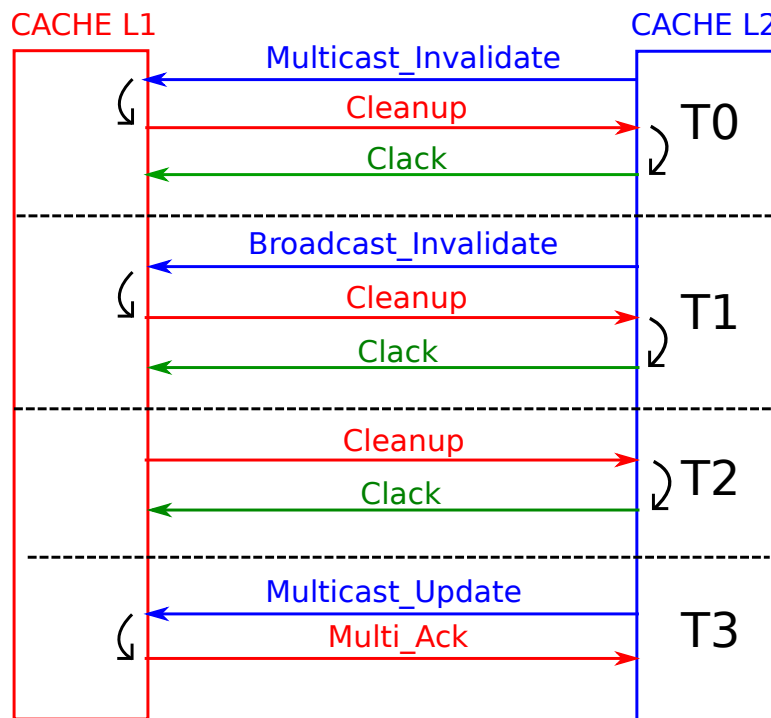 CACHE L1
CACHE L2
Multicast_Invalidate
Cleanup
T0
Clack
Broadcast_Invalidate
Cleanup
T1
Clack
Cleanup
T2
Clack
Multicast_Update
T3
Multi_Ack